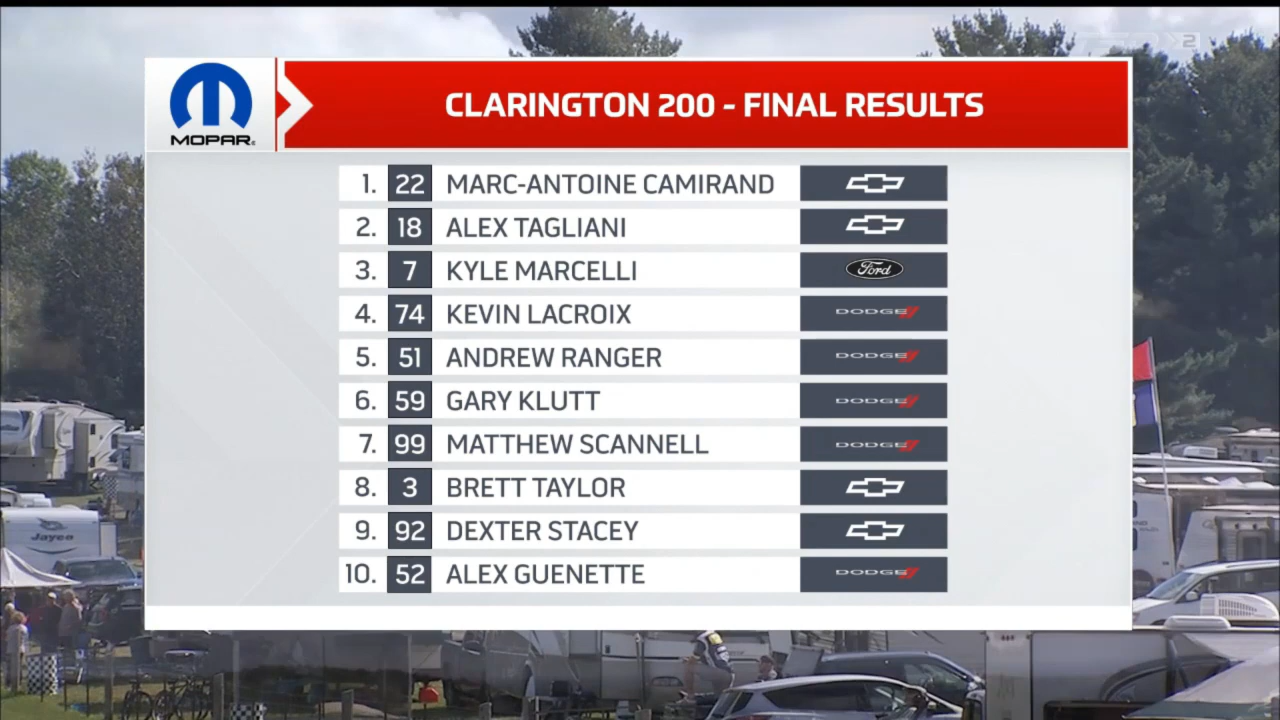 MOPAR
CLARINGTON 200 - FINAL RESULTS
1. 22 MARC-ANTOINE CAMIRAND
2. 18 ALEX TAGLIANI
3. 7 KYLE MARCELLI Ford
4. 74 KEVIN LACROIX DODGE
5. 51 ANDREW RANGER DODGE
6. 59 GARY KLUTT DODGE
7. 99 MATTHEW SCANNELL DODGE
8. 3 BRETT TAYLOR
9. 92 DEXTER STACEY
10. 52 ALEX GUENETTE DODGE
Jayco
2